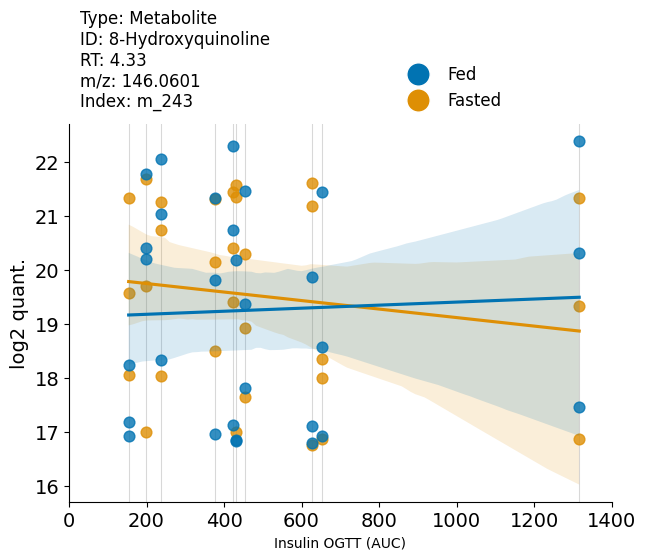 Type: Metabolite
ID: 8-Hydroxyquinoline
RT: 4.33
m/z: 146.0601
Index: m_243
Fed
Fasted
22
21
20
19
18
17
16
log2 quant.
0 200 400 600 800 1000 1200 1400
Insulin OGTT (AUC)